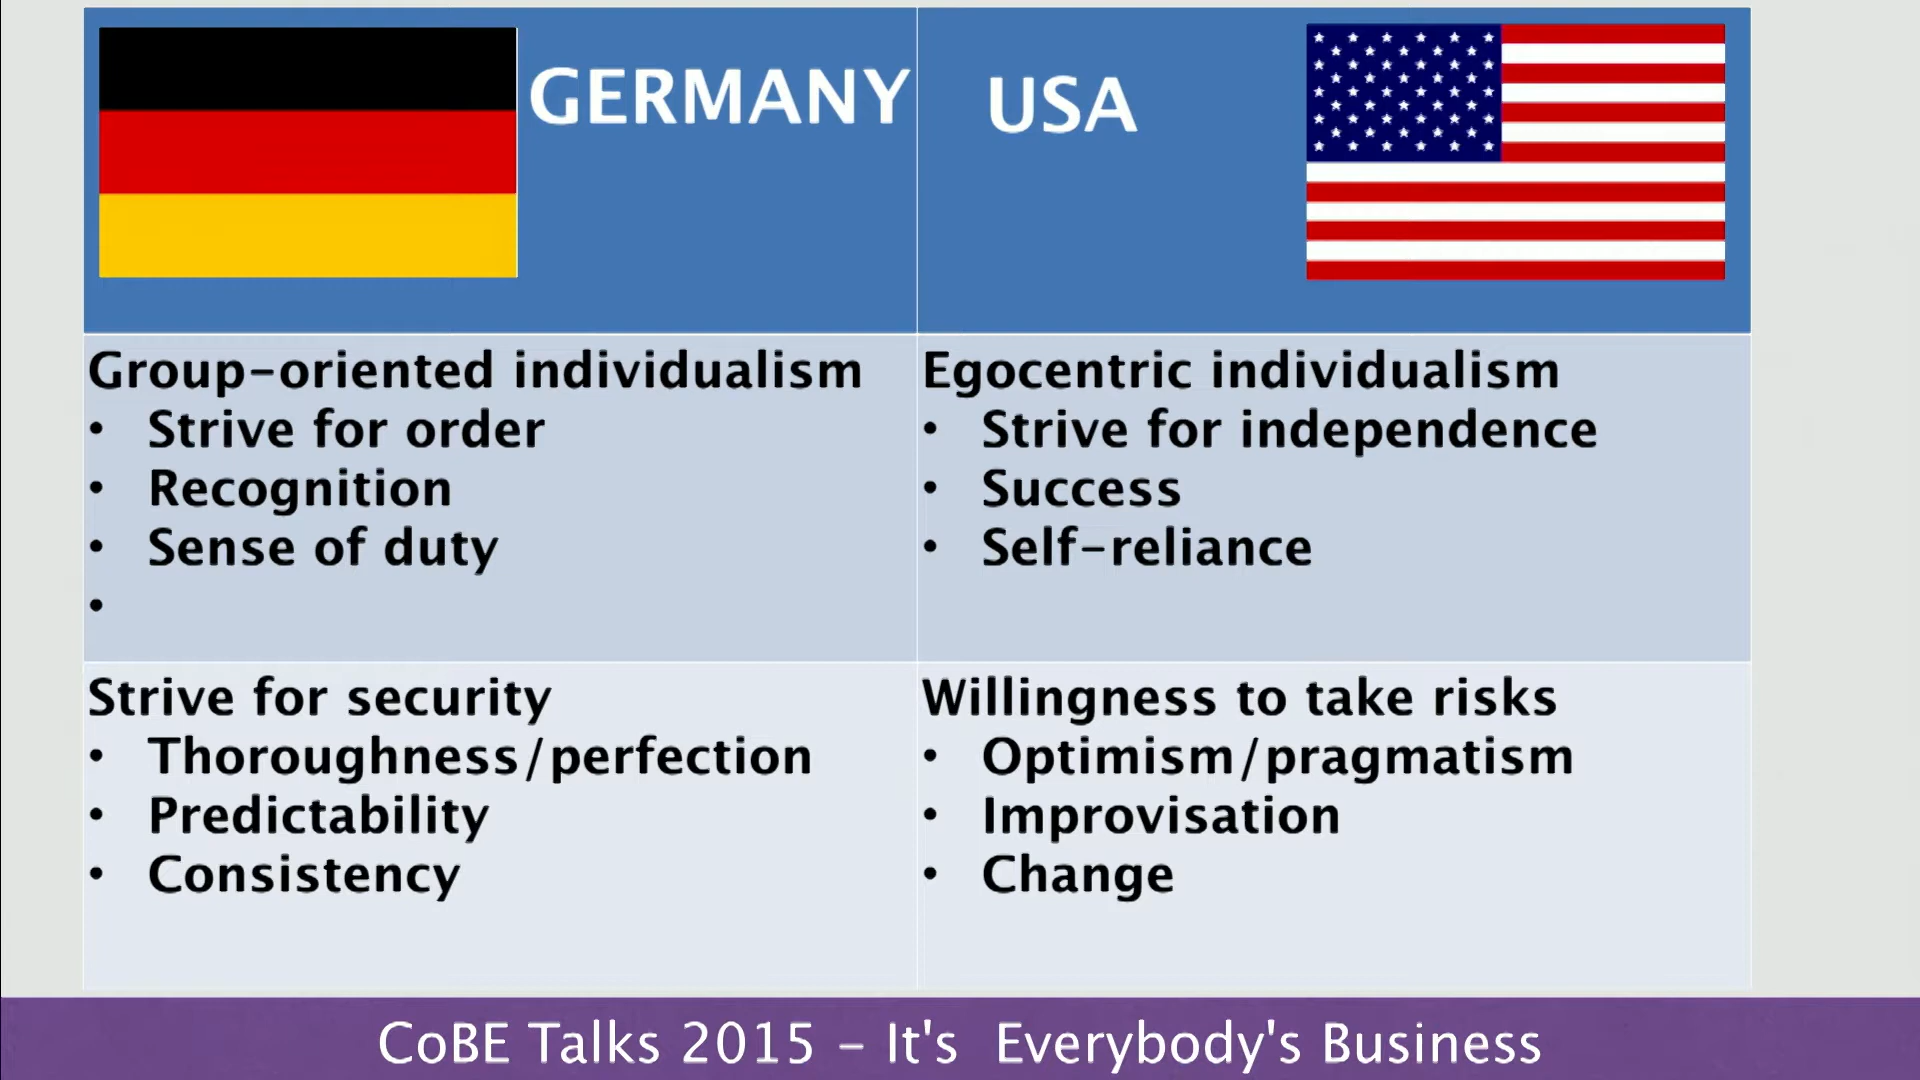 GERMANY
USA
Group-oriented individualism
• Strive for order
• Recognition
• Sense of duty
•
Egocentric individualism
• Strive for independence
• Success
• Self-reliance
Strive for security
• Thoroughness/perfection
• Predictability
• Consistency
Willingness to take risks
• Optimism/pragmatism
• Improvisation
• Change
CoBE Talks 2015 - It's  Everybody's Business